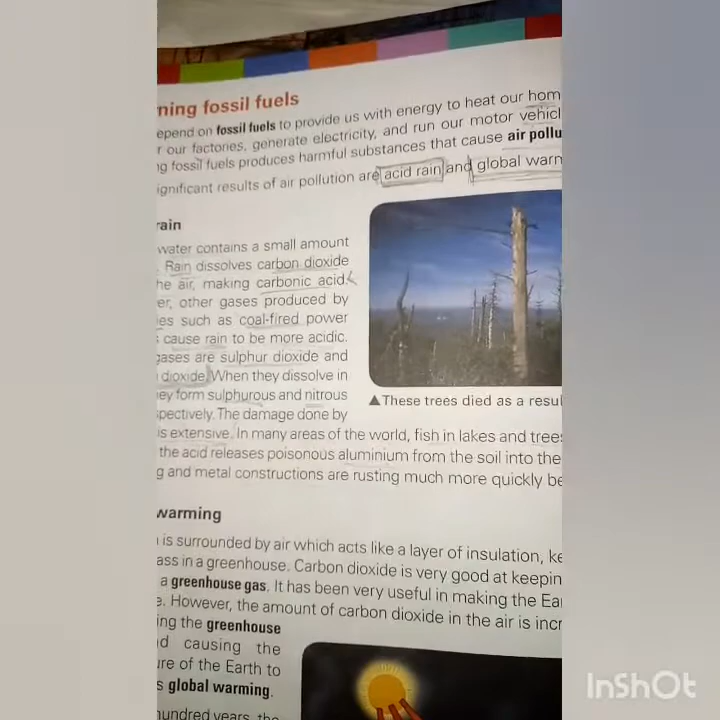 ning fossil fuels
epend on fossil fuels to provide us with energy to heat our hom
r our factories, generate electricity, and run our motor vehicl
g fossil fuels produces harmful substances that cause air pollu
ignificant results of air pollution are acid rain and global warn
rain
water contains a small amount
. Rain dissolves carbon dioxide
he air, making carbonic acid
er, other gases produced by
es such as coal-fired power
s cause rain to be more acidic.
gases are sulphur dioxide and
dioxide. When they dissolve in
hey form sulphurous and nitrous
spectively. The damage done by
is extensive. In many areas of the world, fish in lakes and trees
the acid releases poisonous aluminium from the soil into the
g and metal constructions are rusting much more quickly be
▲These trees died as a resul
warming
is surrounded by air which acts like a layer of insulation, ke
ass in a greenhouse. Carbon dioxide is very good at keepin
a greenhouse gas. It has been very useful in making the Ear
e. However, the amount of carbon dioxide in the air is incr
ing the greenhouse
d causing the
ure of the Earth to
s global warming.
hundred years, the
InShOt